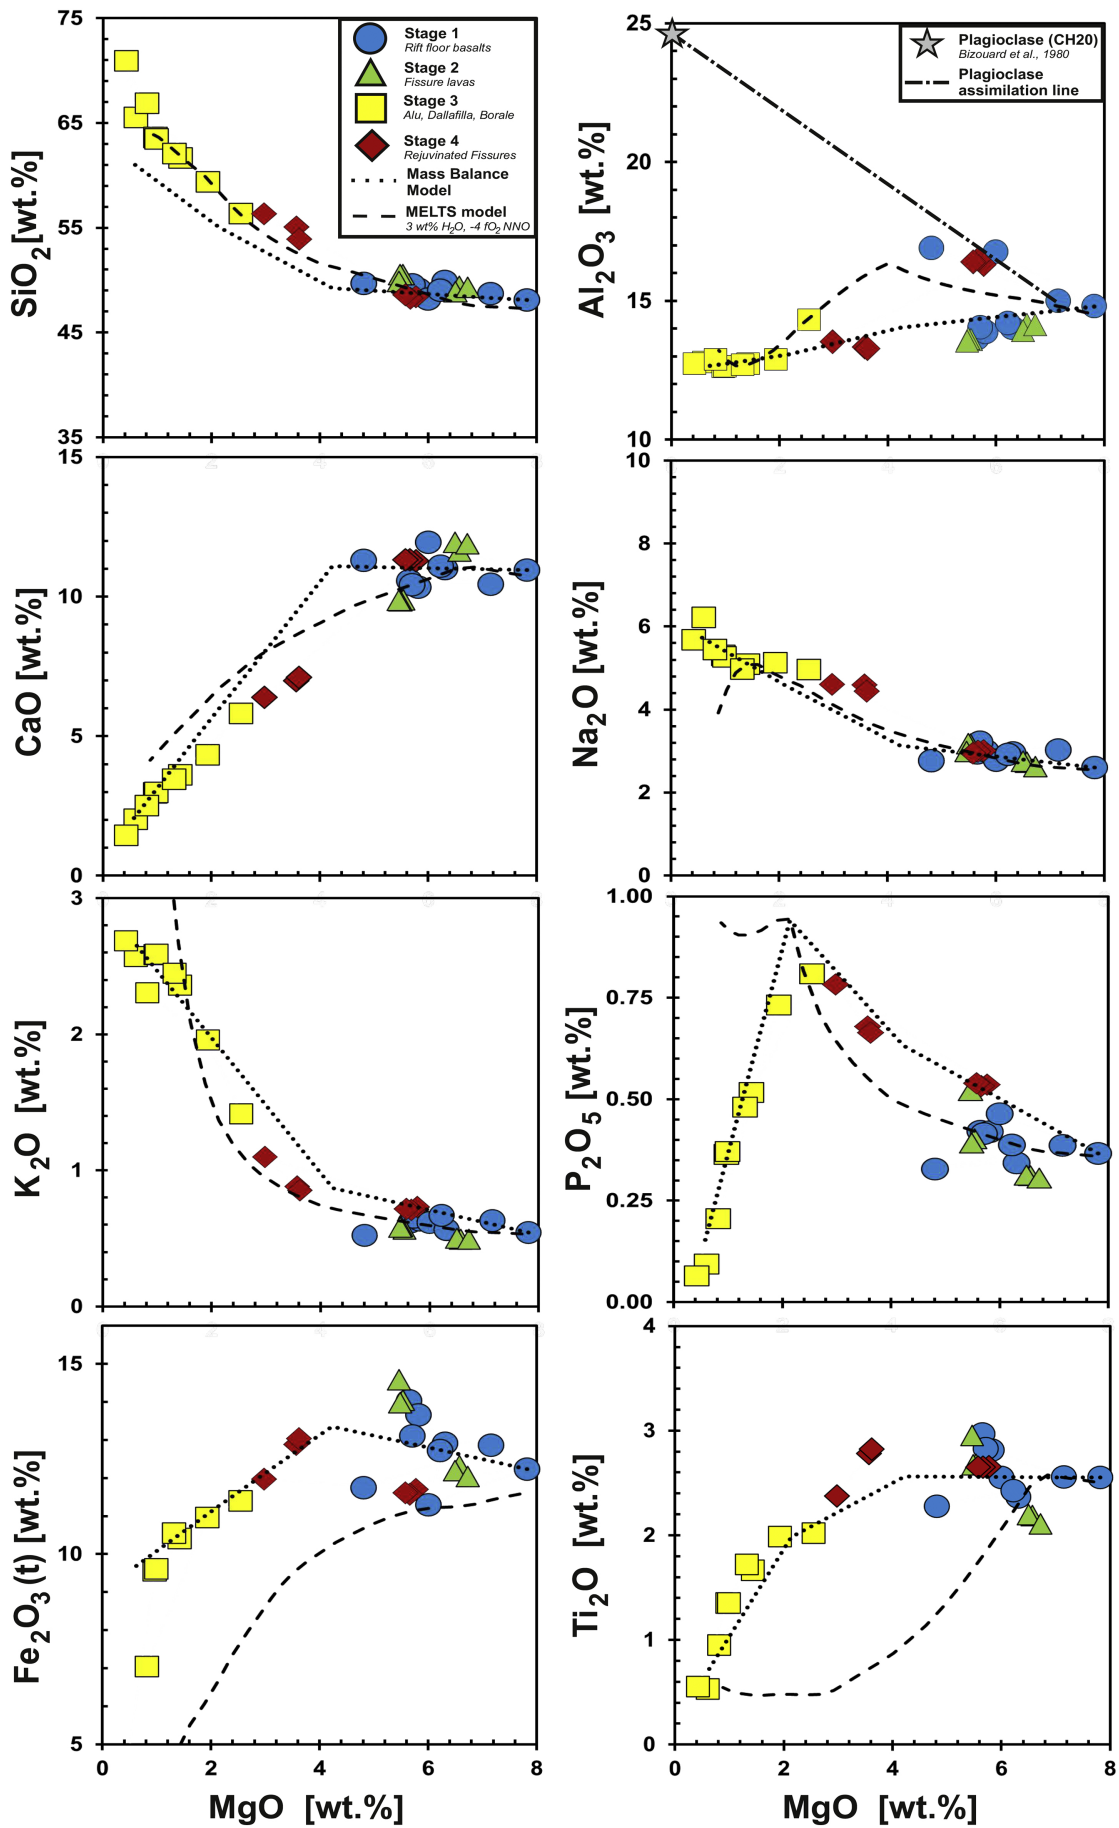 75
65
55
45
35
SiO2[wt.%]
Stage 1
Rift floor basalts
Stage 2
Fissure lavas
Stage 3
Alu, Dallafilla, Borale
Stage 4
Rejuvinated Fissures
Mass Balance
Model
MELTS model
3 wt% H2O, -4 fO2 NNO
25
20
15
10
Al2O3 [wt.%]
Plagioclase (CH20)
Bizouard et al., 1980
Plagioclase
assimilation line
15
10
5
0
CaO [wt.%]
10
8
6
4
2
0
Na2O [wt.%]
3
2
1
0
K2O [wt.%]
1.00
0.75
0.50
0.25
0.00
P2O5 [wt.%]
15
10
5
Fe2O3(t) [wt.%]
0 2 4 6 8
MgO [wt.%]
4
3
2
1
0
Ti2O [wt.%]
0 2 4 6 8
MgO [wt.%]